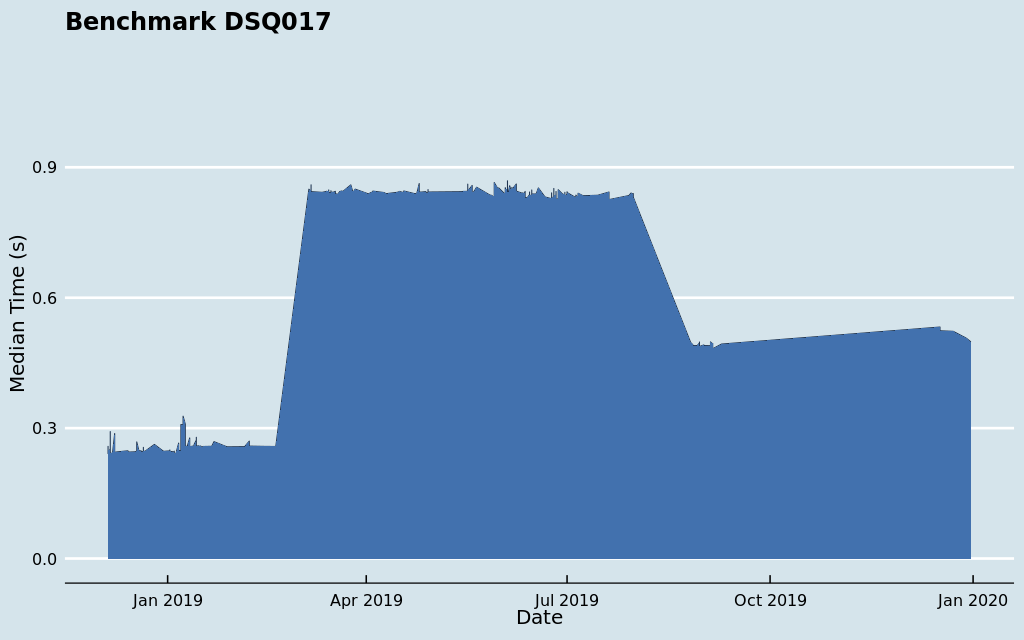 Benchmark DSQ017
Median Time (s)
0.9
0.6
0.3
0.0
Jan 2019 Apr 2019 Jul 2019 Oct 2019 Jan 2020
Date